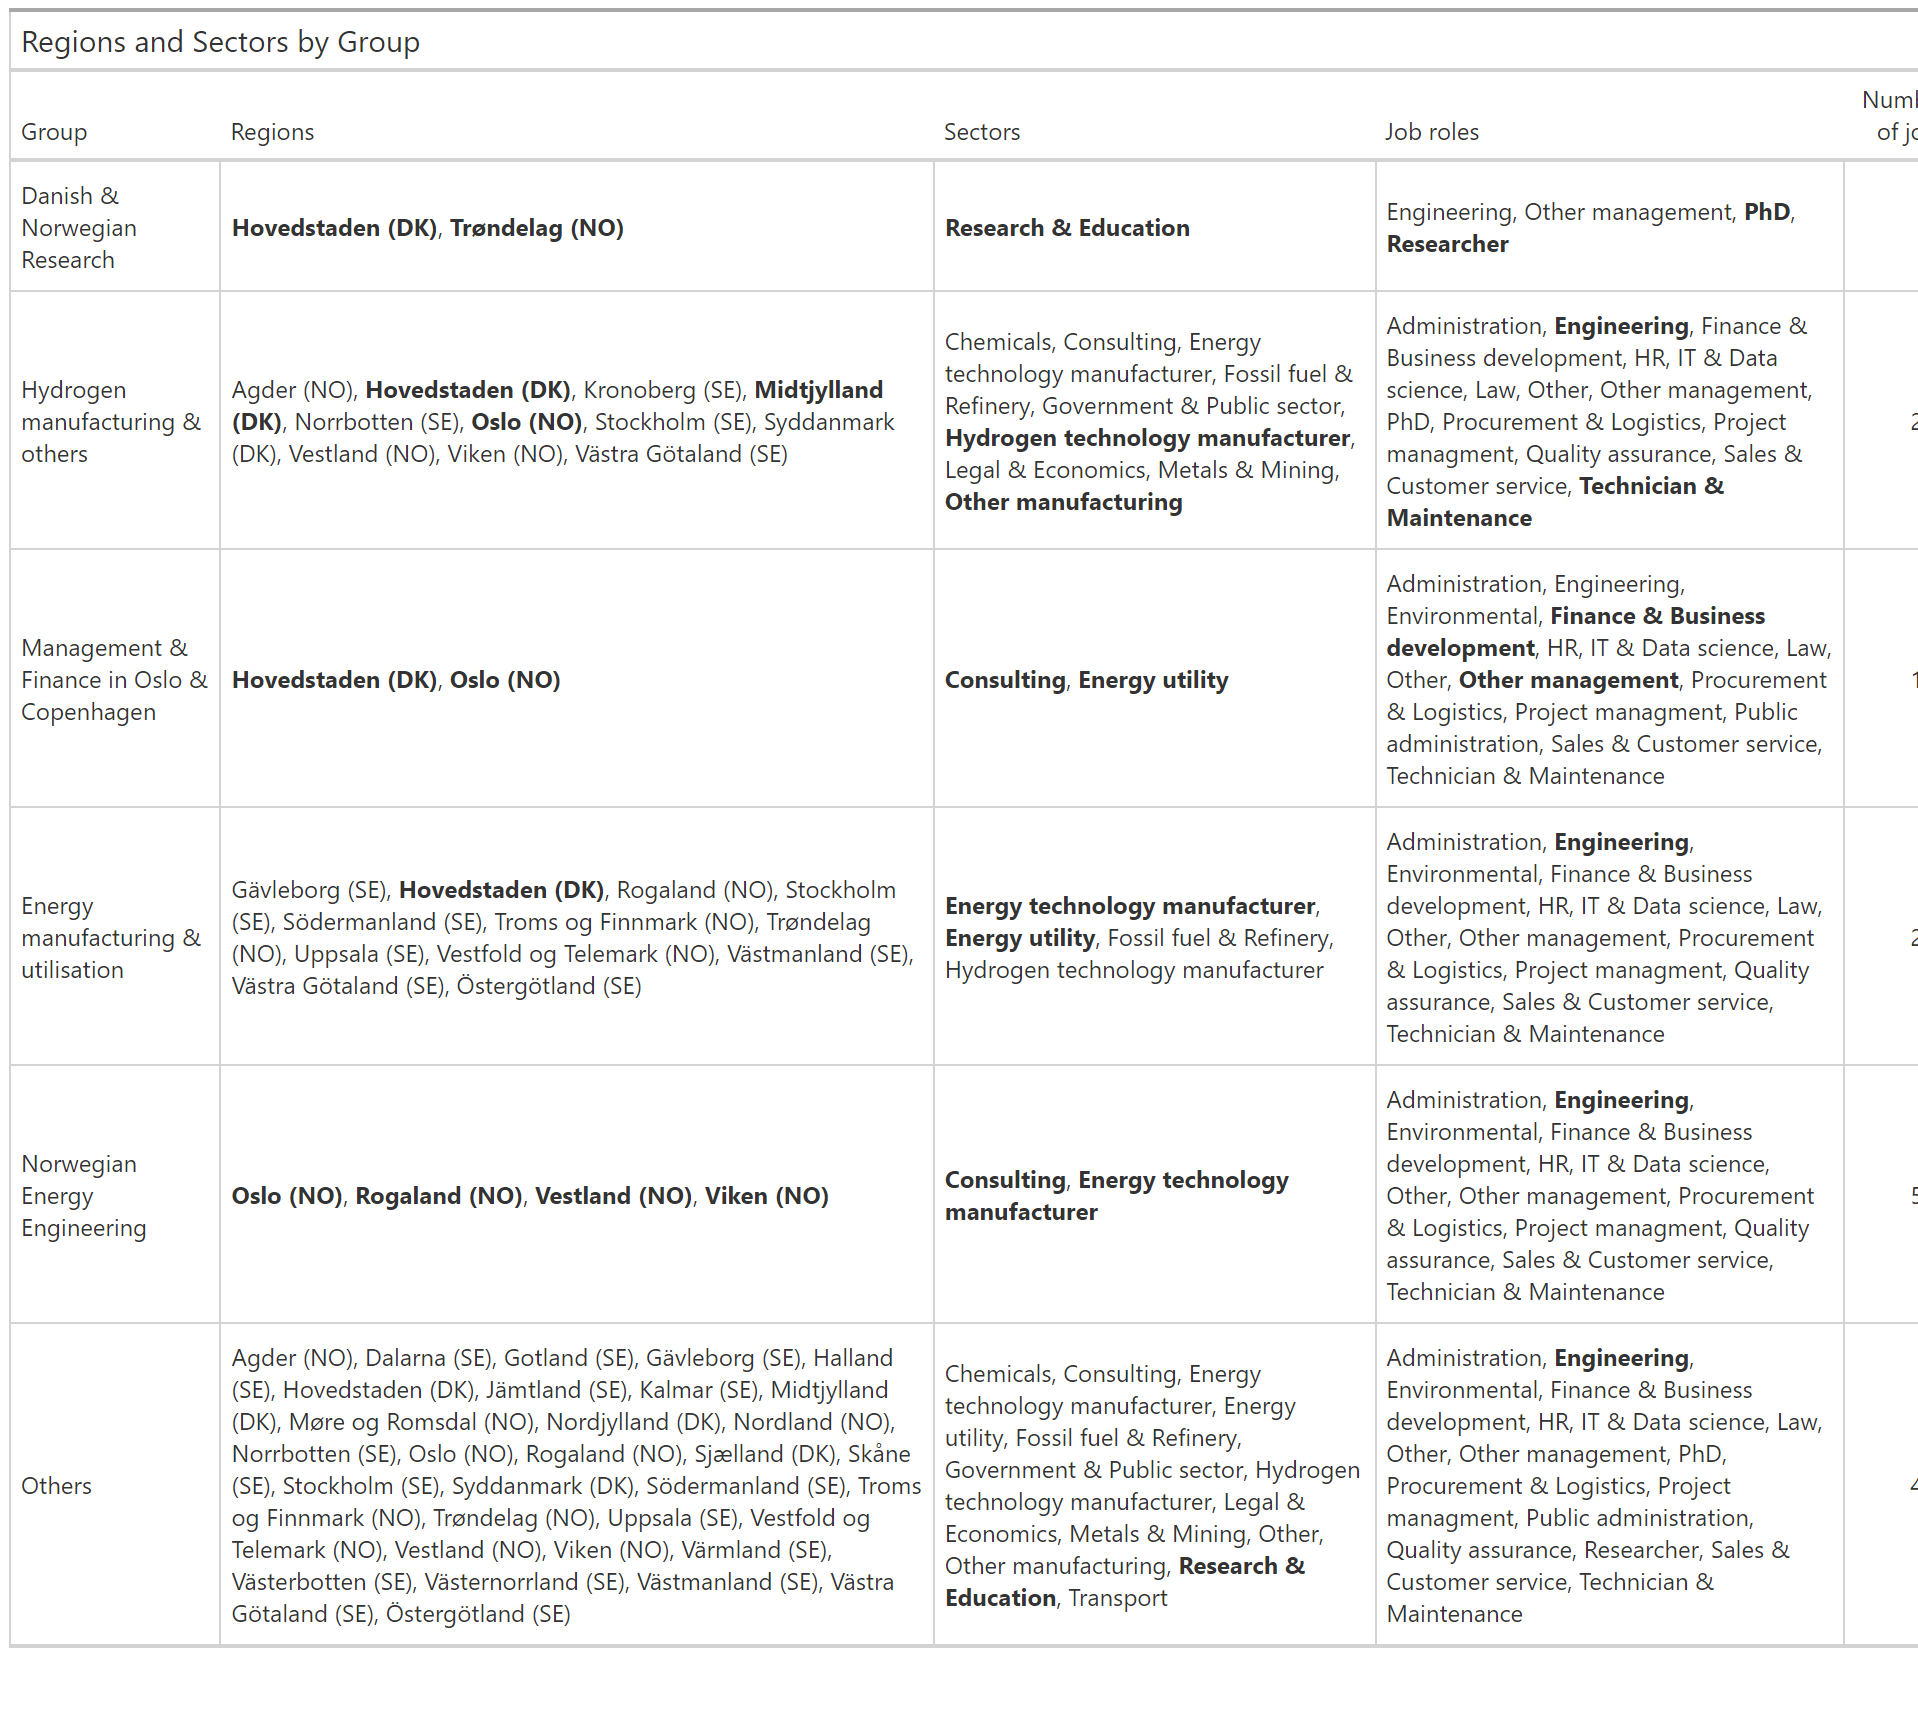 Regions and Sectors by Group
Group
Regions
Sectors
Job roles
of
Danish &
Norwegian
Research
Hovedstaden (DK), Trøndelag (NO)
Research & Education
Engineering, Other management, PhD,
Researcher
Hydrogen
manufacturing &
others
Agder (NO), Hovedstaden (DK), Kronoberg (SE), Midtjylland
(DK), Norrbotten (SE), Oslo (NO), Stockholm (SE), Syddanmark
(DK), Vestland (NO), Viken (NO), Västra Götaland (SE)
Chemicals, Consulting, Energy
technology manufacturer, Fossil fuel &
Refinery, Government & Public sector,
Hydrogen technology manufacturer,
Legal & Economics, Metals & Mining,
Other manufacturing
Administration, Engineering, Finance &
Business development, HR, IT & Data
science, Law, Other, Other management,
PhD, Procurement & Logistics, Project
managment, Quality assurance, Sales &
Customer service, Technician &
Maintenance
Management &
Finance in Oslo &
Copenhagen
Hovedstaden (DK), Oslo (NO)
Consulting, Energy utility
Administration, Engineering,
Environmental, Finance & Business
development, HR, IT & Data science, Law,
Other, Other management, Procurement
& Logistics, Project managment, Public
administration, Sales & Customer service,
Technician & Maintenance
Energy
manufacturing &
utilisation
Gävleborg (SE), Hovedstaden (DK), Rogaland (NO), Stockholm
(SE), Södermanland (SE), Troms og Finnmark (NO), Trøndelag
(NO), Uppsala (SE), Vestfold og Telemark (NO), Västmanland (SE),
Västra Götaland (SE), Östergötland (SE)
Energy technology manufacturer,
Energy utility, Fossil fuel & Refinery,
Hydrogen technology manufacturer
Administration, Engineering,
Environmental, Finance & Business
development, HR, IT & Data science, Law,
Other, Other management, Procurement
& Logistics, Project managment, Quality
assurance, Sales & Customer service,
Technician & Maintenance
Norwegian
Energy
Engineering
Oslo (NO), Rogaland (NO), Vestland (NO), Viken (NO)
Consulting, Energy technology
manufacturer
Administration, Engineering,
Environmental, Finance & Business
development, HR, IT & Data science,
Other, Other management, Procurement
& Logistics, Project managment, Quality
assurance, Sales & Customer service,
Technician & Maintenance
Others
Agder (NO), Dalarna (SE), Gotland (SE), Gävleborg (SE), Halland
(SE), Hovedstaden (DK), Jämtland (SE), Kalmar (SE), Midtjylland
(DK), Møre og Romsdal (NO), Nordjylland (DK), Nordland (NO),
Norrbotten (SE), Oslo (NO), Rogaland (NO), Sjælland (DK), Skåne
(SE), Stockholm (SE), Syddanmark (DK), Södermanland (SE), Troms
og Finnmark (NO), Trøndelag (NO), Uppsala (SE), Vestfold og
Telemark (NO), Vestland (NO), Viken (NO), Värmland (SE),
Västerbotten (SE), Västernorrland (SE), Västmanland (SE), Västra
Götaland (SE), Östergötland (SE)
Chemicals, Consulting, Energy
technology manufacturer, Energy
utility, Fossil fuel & Refinery,
Government & Public sector, Hydrogen
technology manufacturer, Legal &
Economics, Metals & Mining, Other,
Other manufacturing, Research &
Education, Transport
Administration, Engineering,
Environmental, Finance & Business
development, HR, IT & Data science, Law,
Other, Other management, PhD,
Procurement & Logistics, Project
managment, Public administration,
Quality assurance, Researcher, Sales &
Customer service, Technician &
Maintenance